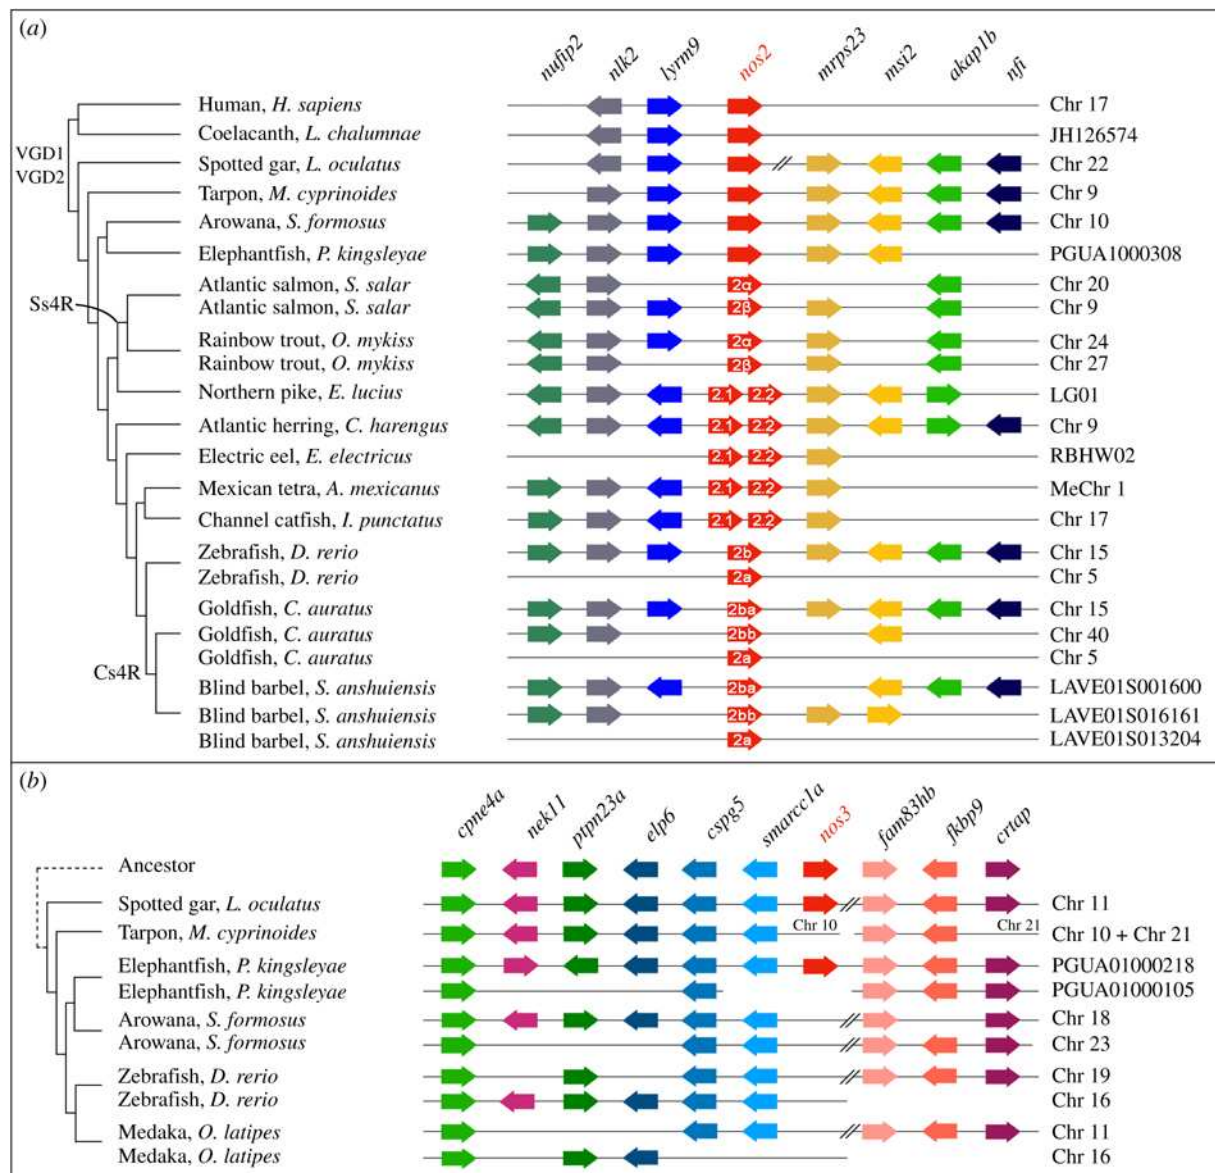 (a)
nufip2 nlk2 lyrm9 nos2 mrps23 msi2 akap1b nfi
Human, H. sapiens Chr 17
Coelacanth, L. chalumnae JH126574
VGD1
VGD2
Spotted gar, L. oculatus Chr 22
Tarpon, M. cyprinoides Chr 9
Arowana, S. formosus Chr 10
Elephantfish, P. kingsleyae PGUA1000308
Atlantic salmon, S. salar 2α Chr 20
Ss4R
Atlantic salmon, S. salar 2β Chr 9
Rainbow trout, O. mykiss 2α Chr 24
Rainbow trout, O. mykiss 2β Chr 27
Northern pike, E. lucius 2.1 2.2 LG01
Atlantic herring, C. harengus 2.1 2.2 Chr 9
Electric eel, E. electricus 2.1 2.2 RBHW02
Mexican tetra, A. mexicanus 2.1 2.2 MeChr 1
Channel catfish, I. punctatus 2.1 2.2 Chr 17
Zebrafish, D. rerio 2b Chr 15
Zebrafish, D. rerio 2a Chr 5
Goldfish, C. auratus 2ba Chr 15
Goldfish, C. auratus 2bb Chr 40
Goldfish, C. auratus 2a Chr 5
Cs4R
Blind barbel, S. anshuiensis 2ba LAVE01S001600
Blind barbel, S. anshuiensis 2bb LAVE01S016161
Blind barbel, S. anshuiensis 2a LAVE01S013204
(b)
cpne4a nek11 ptpn23a elp6 cspg5 smarcc1a nos3 fam83hb fkbp9 crtap
Ancestor
Spotted gar, L. oculatus Chr 11
Chr 10 Chr 21
Tarpon, M. cyprinoides Chr 10 + Chr 21
Elephantfish, P. kingsleyae PGUA01000218
Elephantfish, P. kingsleyae PGUA01000105
Arowana, S. formosus Chr 18
Arowana, S. formosus Chr 23
Zebrafish, D. rerio Chr 19
Zebrafish, D. rerio Chr 16
Medaka, O. latipes Chr 11
Medaka, O. latipes Chr 16